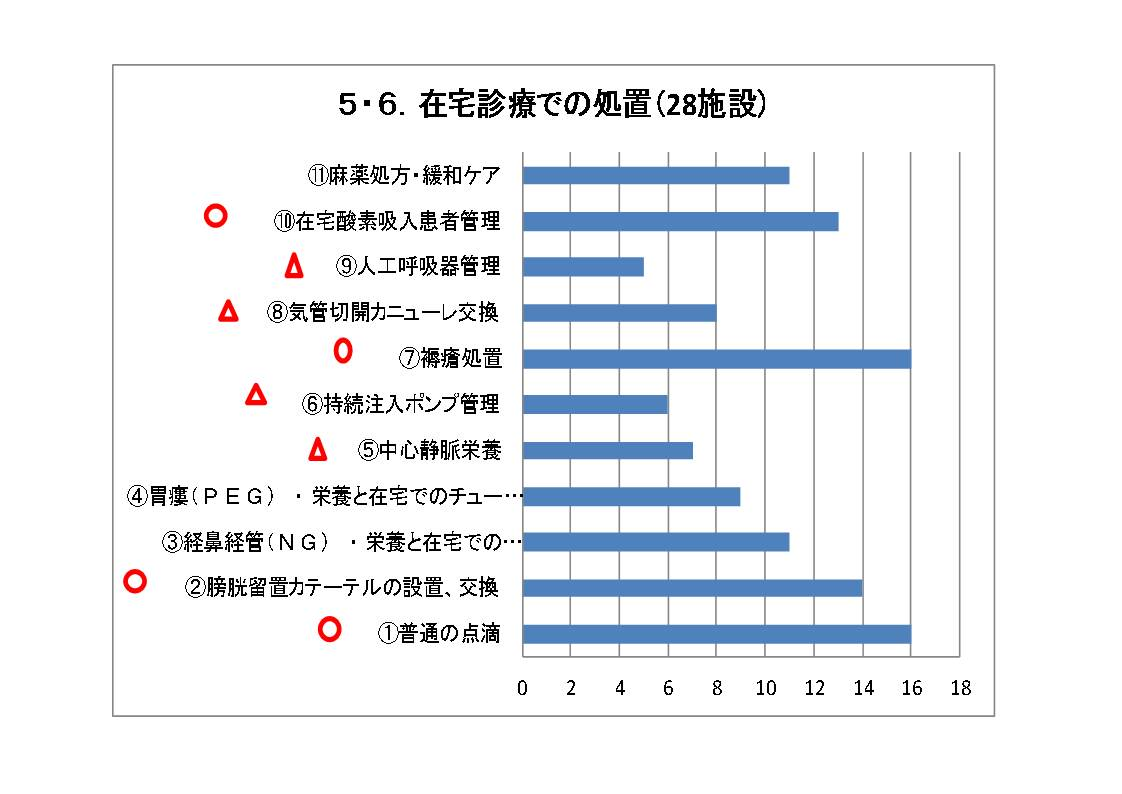 5・6. 在宅診療での処置(28施設)
⑪麻薬処方・緩和ケア
⑩在宅酸素吸入患者管理
⑨人工呼吸器管理
⑧気管切開カニューレ交換
⑦褥瘡処置
⑥持続注入ポンプ管理
⑤中心静脈栄養
④胃瘻(PEG) ・栄養と在宅でのチュー…
③経鼻経管(NG) ・栄養と在宅での…
②膀胱留置カテーテルの設置、交換
①普通の点滴
0 2 4 6 8 10 12 14 16 18